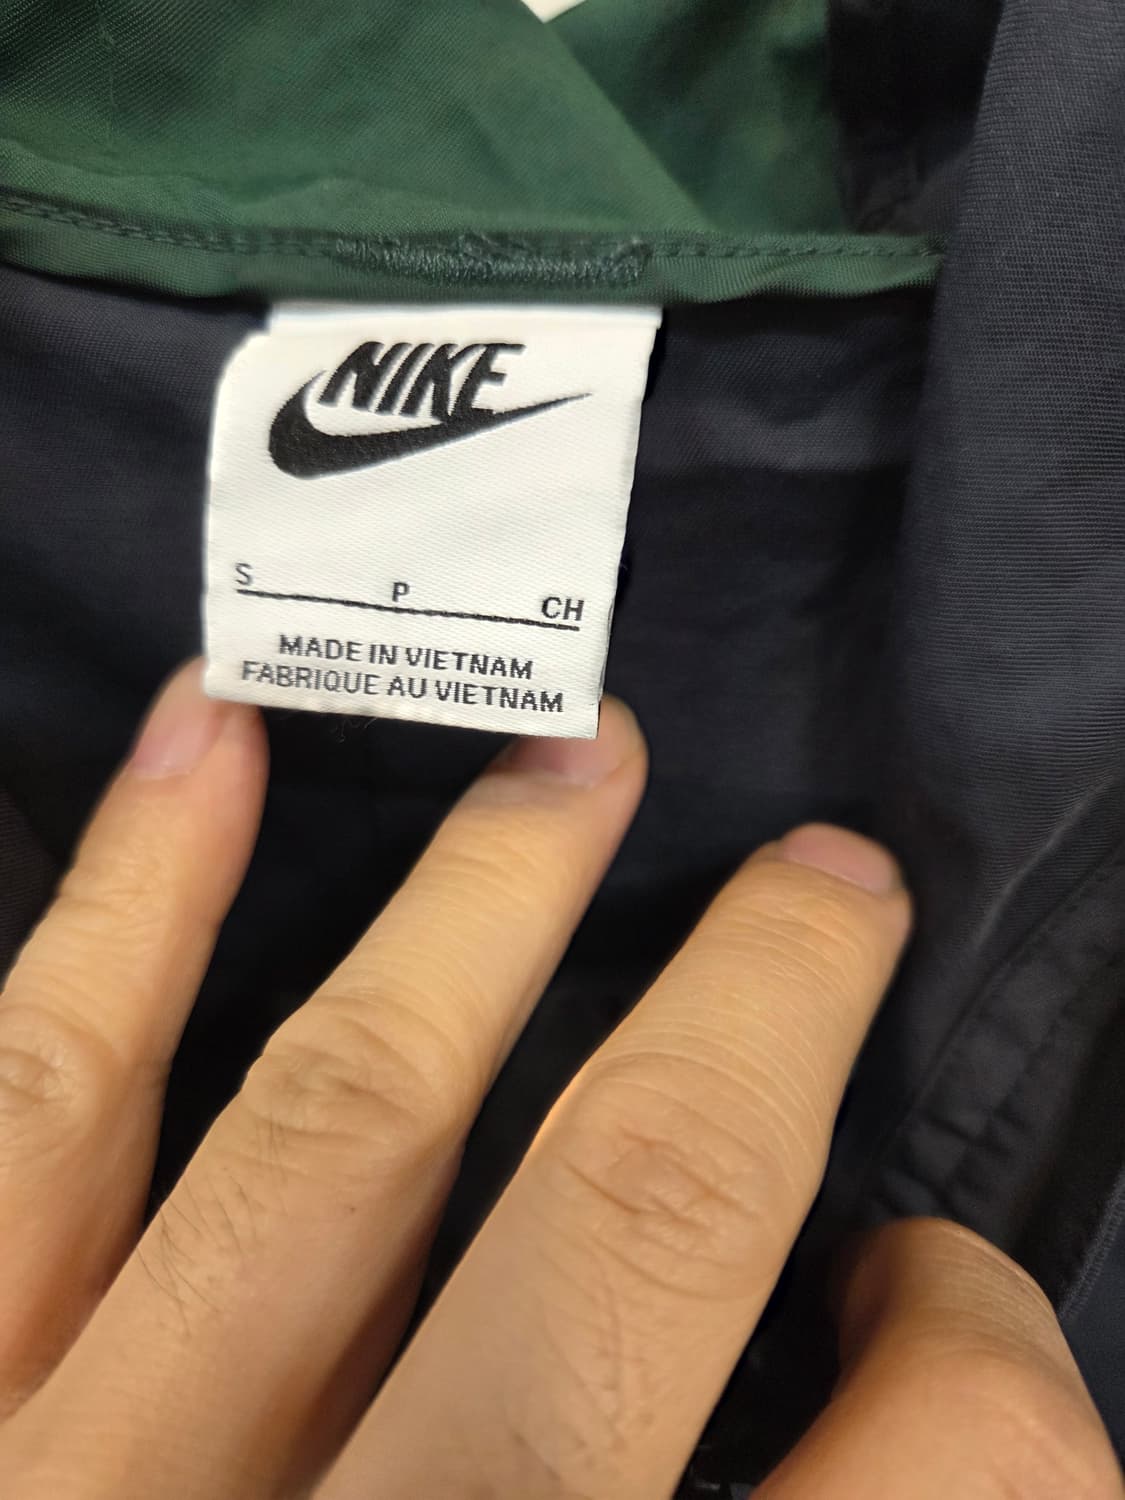 NIKE
S P CH
MADE IN VIETNAM
FABRIQUE AU VIETNAM